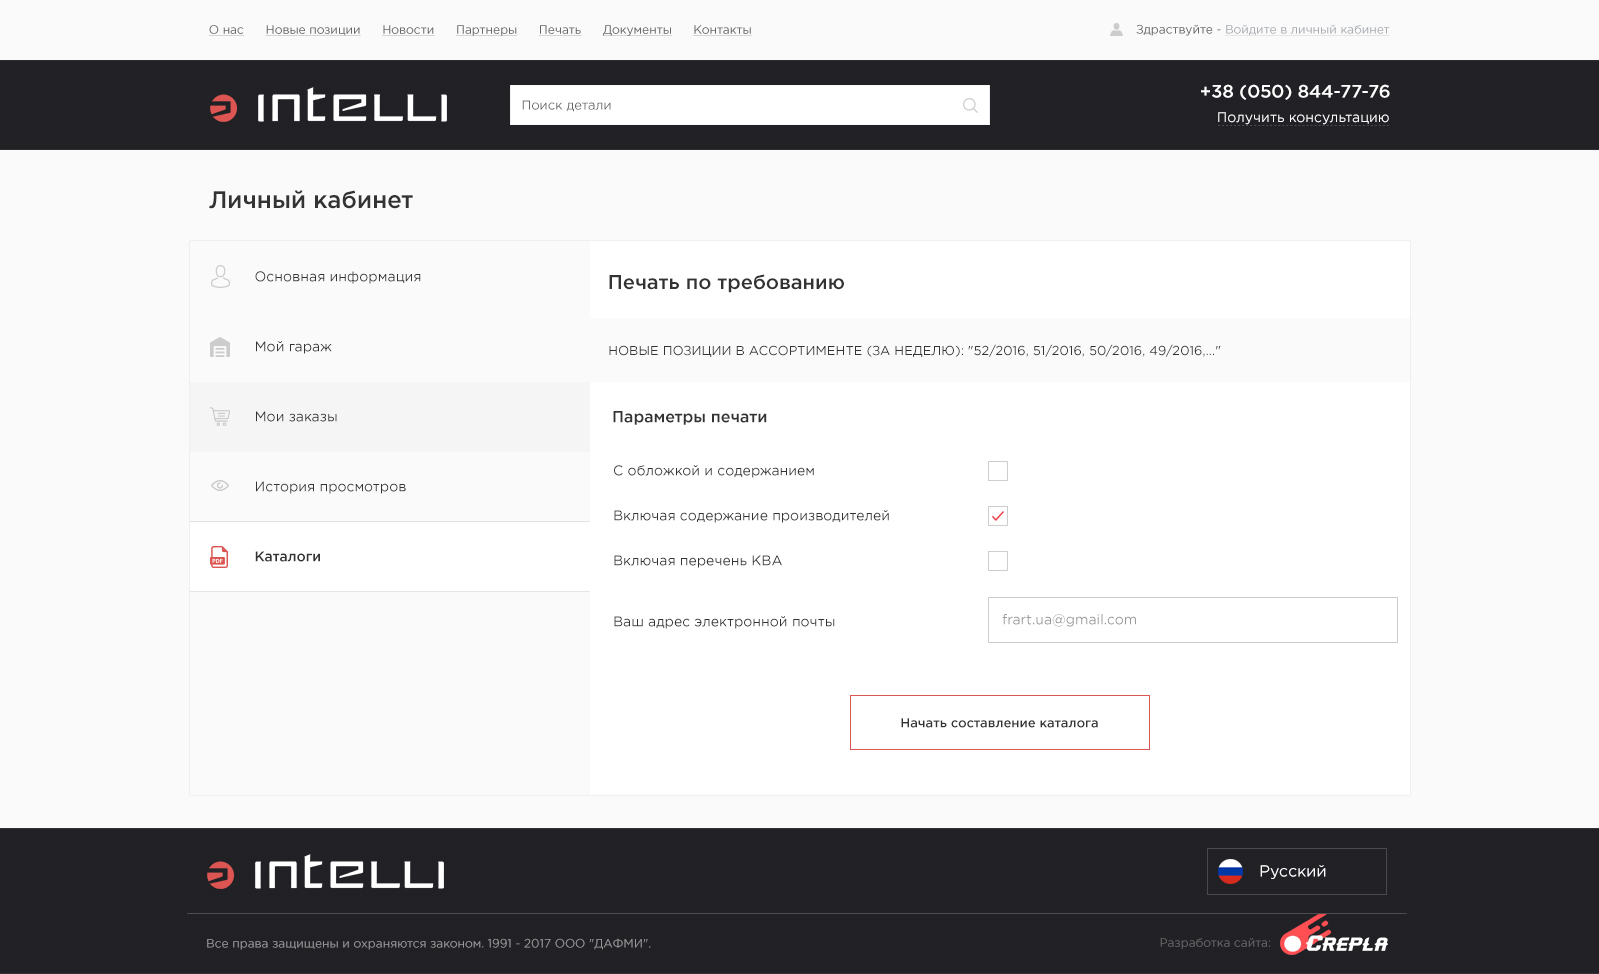 О нас Новые позиции Новости Партнеры Печать Документы Контакты
Здраствуйте - Войдите в личный кабинет
INTELLI
Поиск детали
+38 (050) 844-77-76
Получить консультацию
Личный кабинет
Основная информация
Мой гараж
Мои заказы
История просмотров
PDF
Каталоги
Печать по требованию
НОВЫЕ ПОЗИЦИИ В АССОРТИМЕНТЕ (ЗА НЕДЕЛЮ): "52/2016, 51/2016, 50/2016, 49/2016,..."
Параметры печати
С обложкой и содержанием
Включая содержание производителей
Включая перечень КВА
Ваш адрес электронной почты
frart.ua@gmail.com
Начать составление каталога
INTELLI
Русский
Все права защищены и охраняются законом. 1991 - 2017 ООО "ДАФМИ".
Разработка сайта:
CREPLA